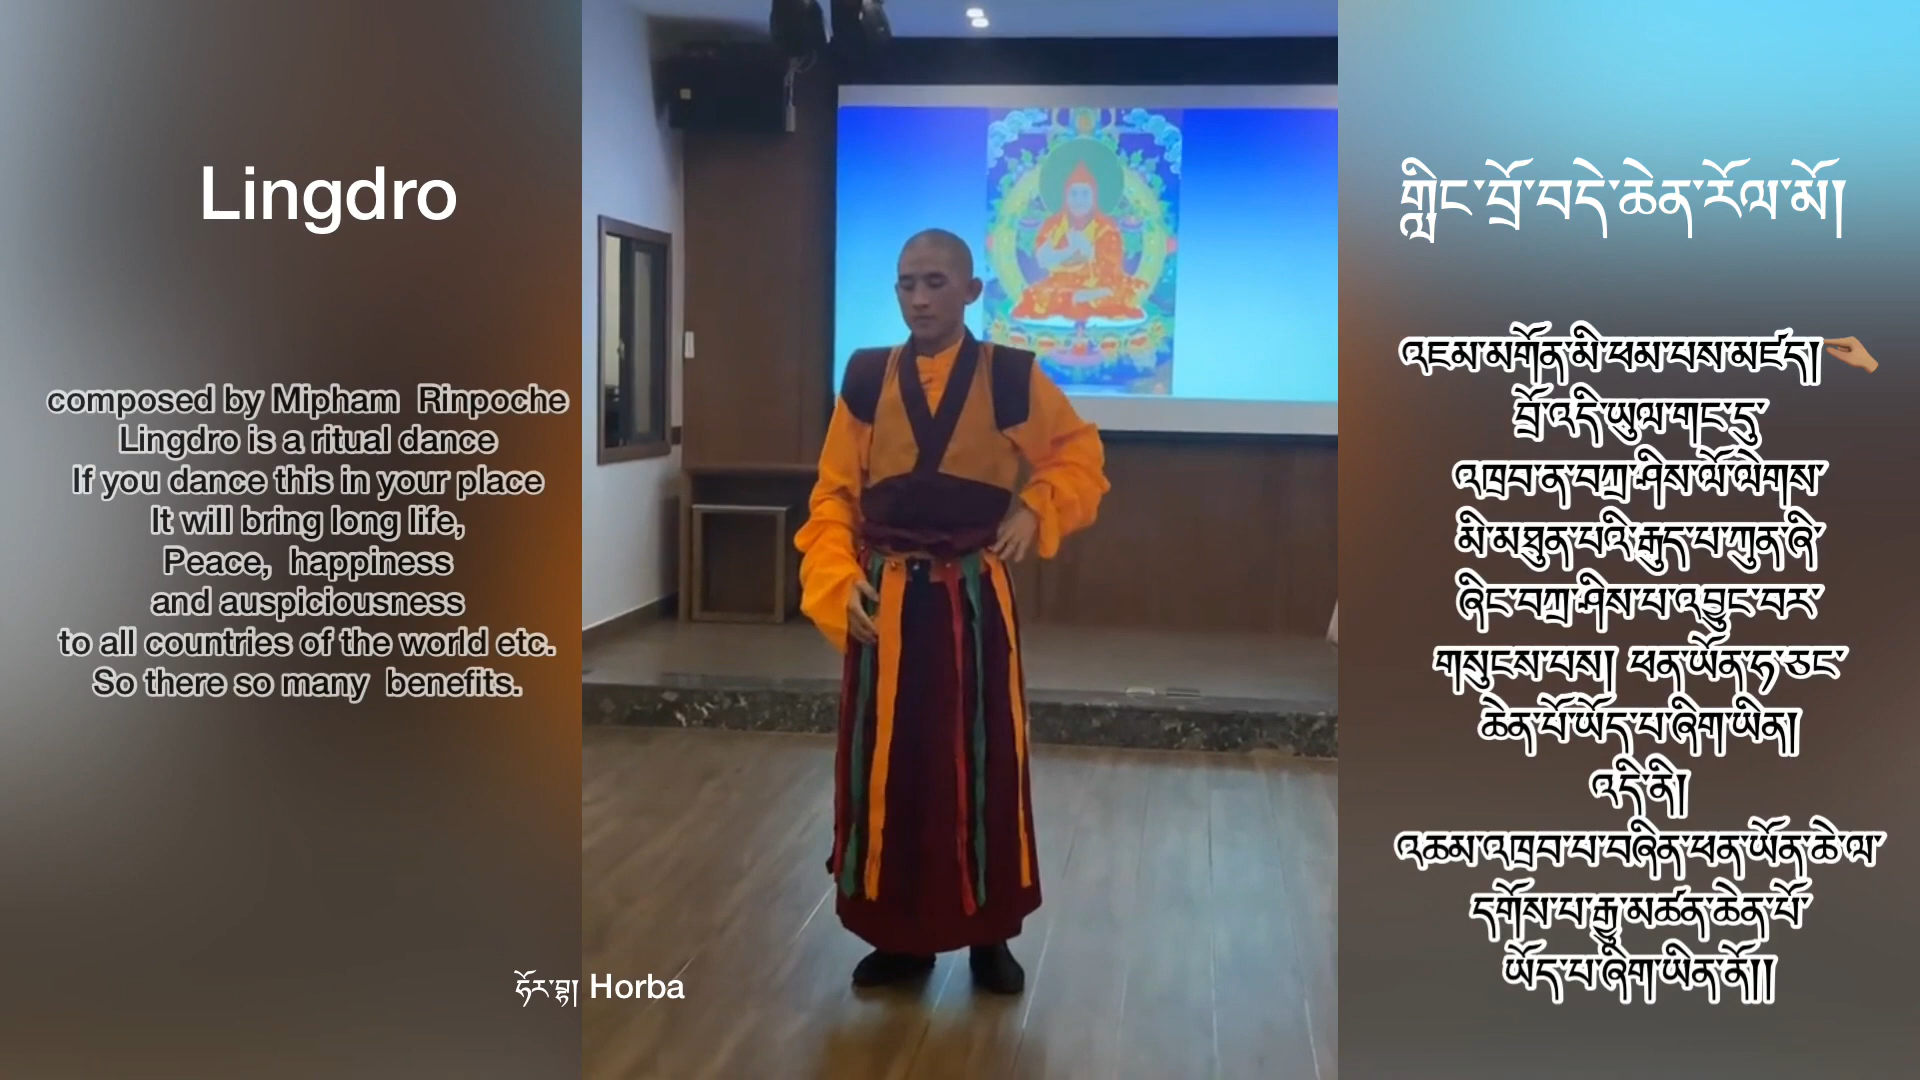 Lingdro
composed by Mipham  Rinpoche
Lingdro is a ritual dance
If you dance this in your place
It will bring long life,
Peace,  happiness
and auspiciousness
to all countries of the world etc.
So there so many  benefits.
ཧོར་བྷ། Horba
གླིང་བྲོ་བདེ་ཆེན་རོལ་མོ།
འཇམ་མགོན་མི་ཕམ་པས་མཛད།
བྲོ་འདི་ཡུལ་གང་དུ་
འཁྲབ་ན་བཀྲ་ཤིས་ལོ་ལེགས་
མི་མཐུན་པའི་རྒུད་པ་ཀུན་ཞི་
ཞིང་བཀྲ་ཤིས་པ་འབྱུང་བར་
གསུངས་པས། ཕན་ཡོན་ཧ་ཅང་
ཆེན་པོ་ཡོད་པ་ཞིག་ཡིན།
འདི་ནི།
འཆམ་འཁྲབ་པ་བཞིན་ཕན་ཡོན་ཆེ་ལ་
དགོས་པ་རྒྱུ་མཚན་ཆེན་པོ་
ཡོད་པ་ཞིག་ཡིན་ནོ།།